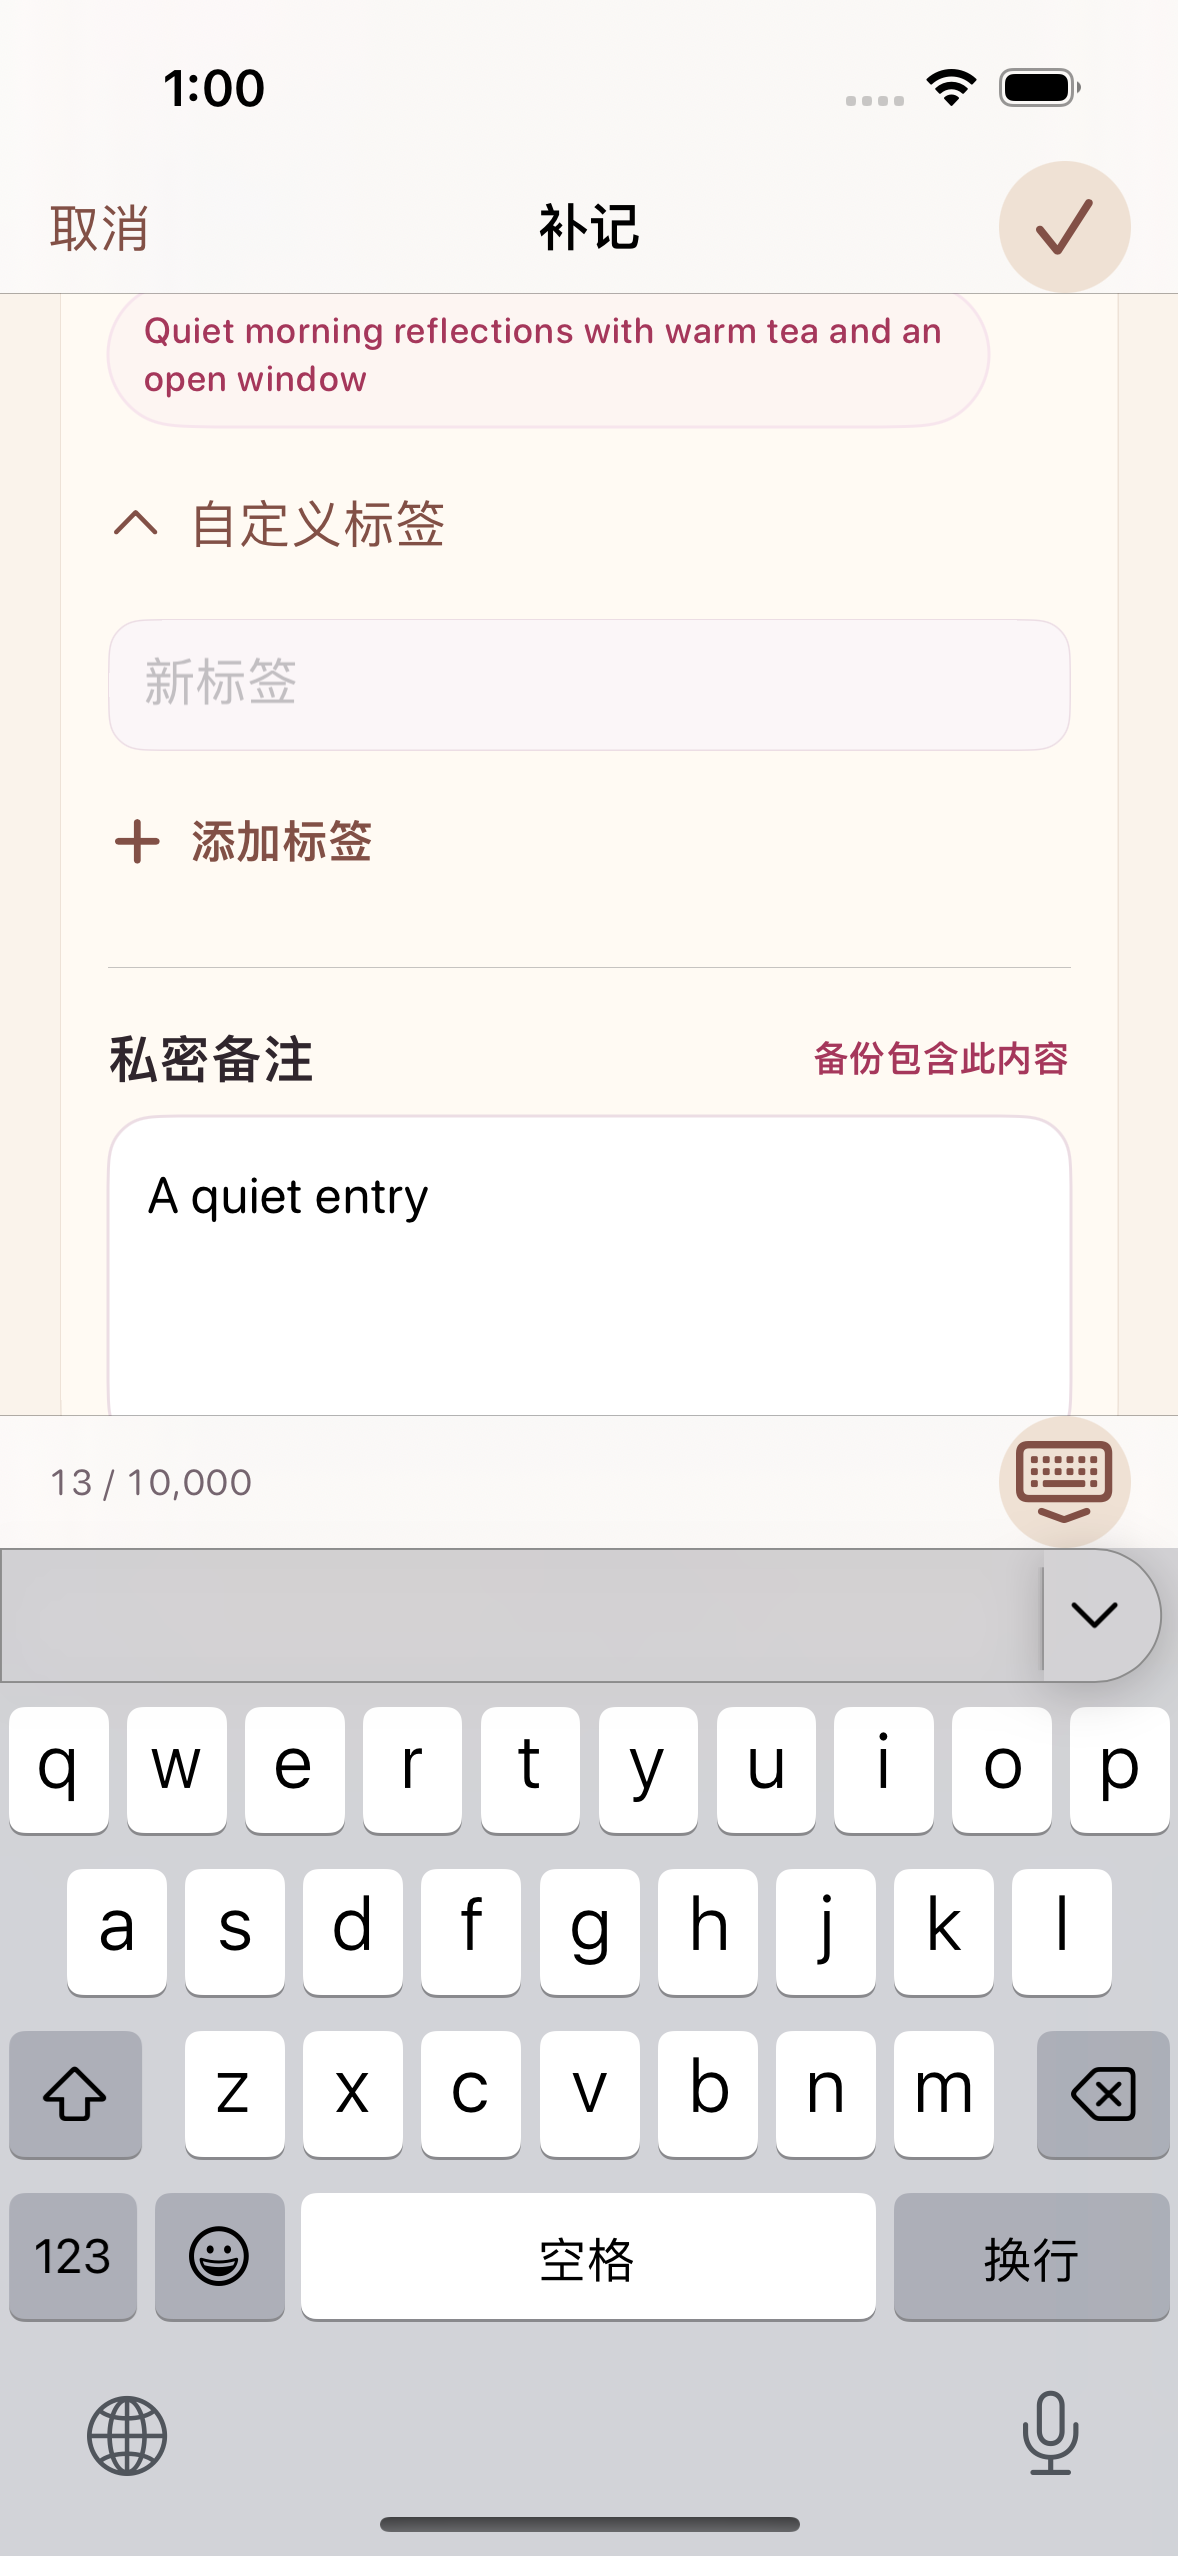 1:00
取消
补记
Quiet morning reflections with warm tea and an
open window
自定义标签
新标签
添加标签
私密备注
备份包含此内容
A quiet entry
13 / 10,000
q w e r t y u i o p
a s d f g h j k l
z x c v b n m
123
空格
换行